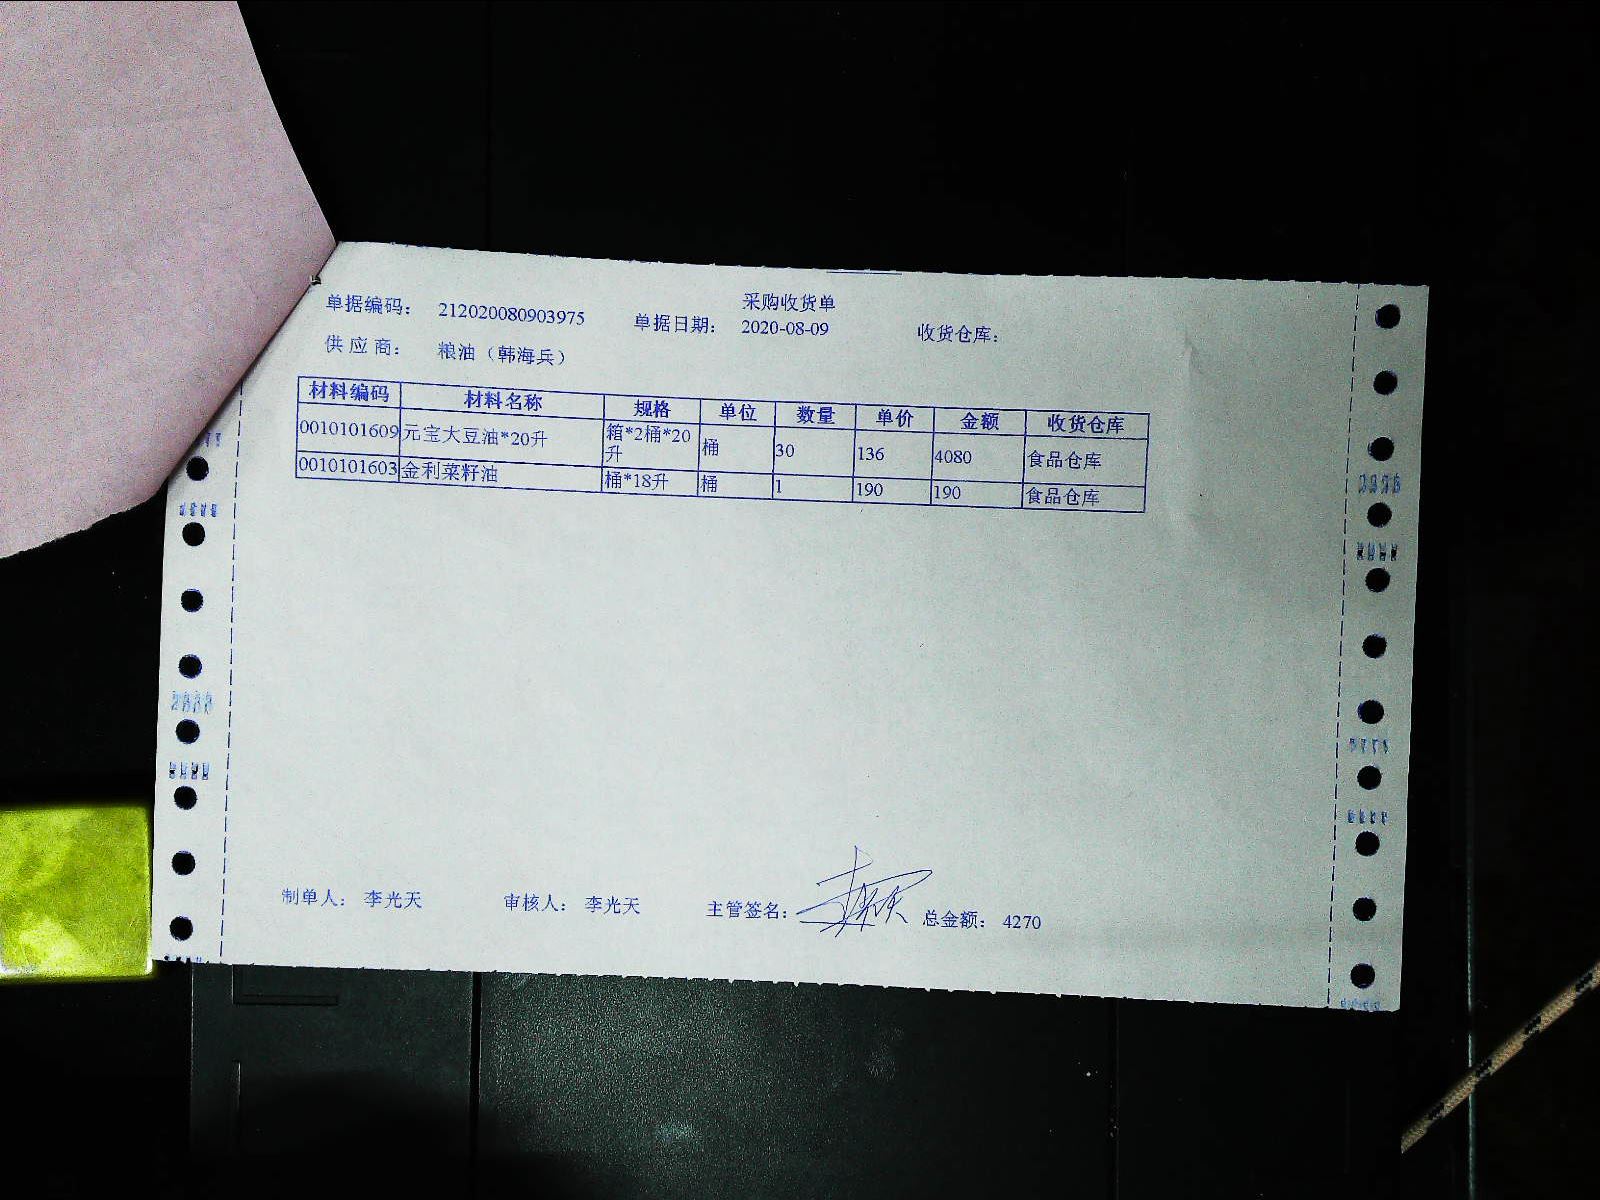 采购收货单
单据编码： 212020080903975 单据日期： 2020-08-09 收货仓库：
供 应 商： 粮油（韩海兵）
材料编码 材料名称 规格 单位 数量 单价 金额 收货仓库
0010101609 元宝大豆油*20升 箱*2桶*20升 桶 30 136 4080 食品仓库
0010101603 金利菜籽油 桶*18升 桶 1 190 190 食品仓库
制单人： 李光天 审核人： 李光天 主管签名： 总金额： 4270